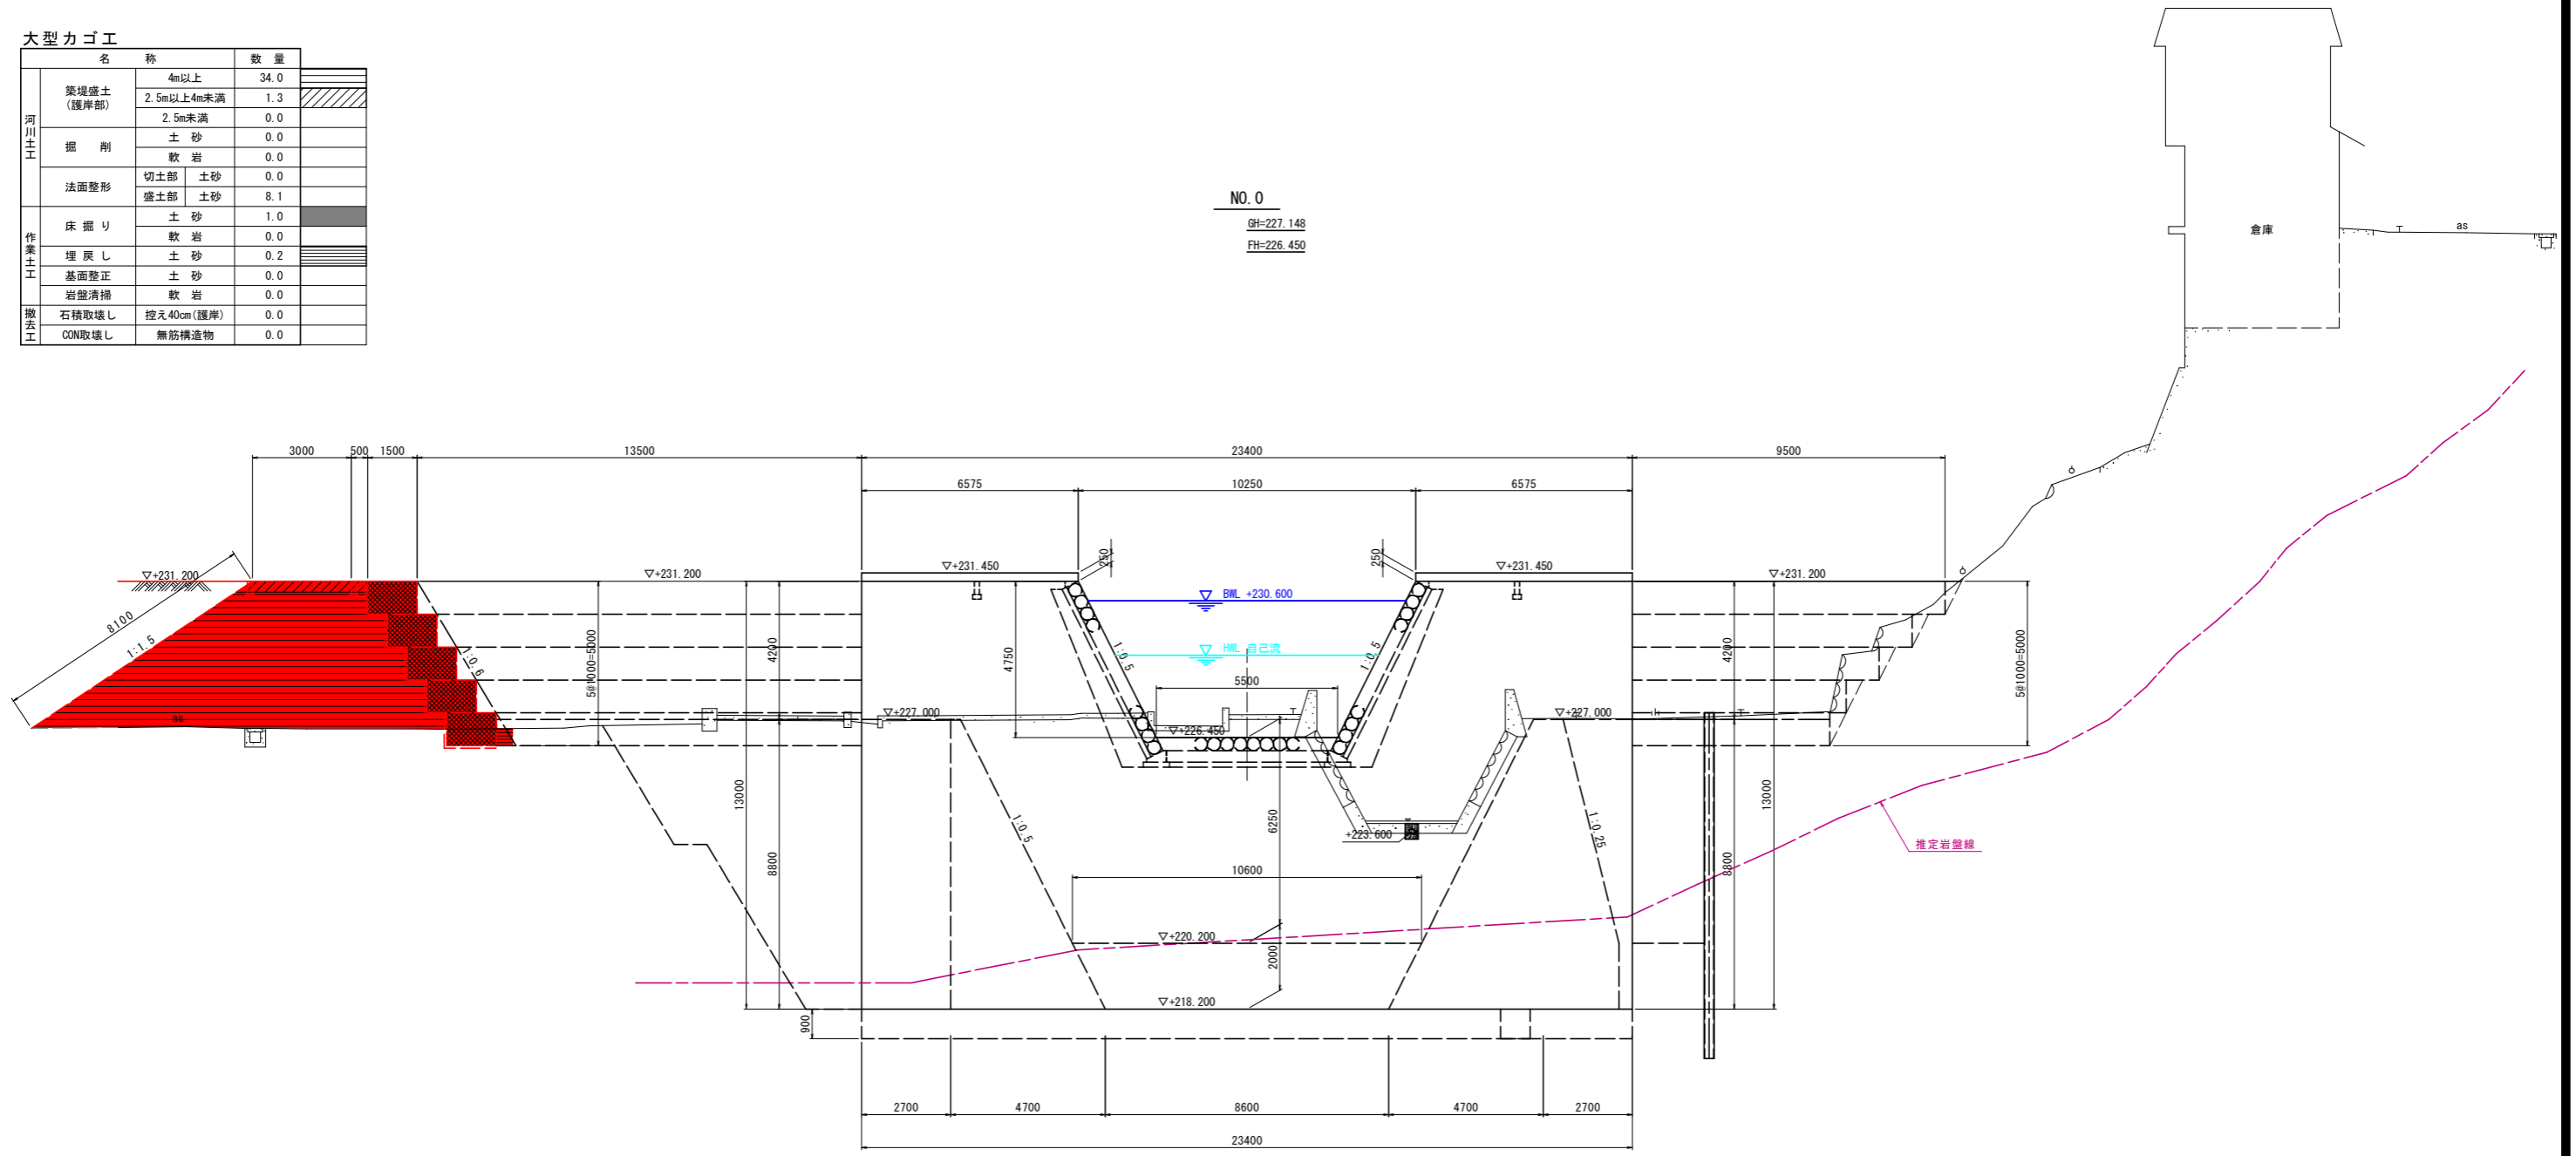 大型カゴ工
名 称 数 量
河川土工
築堤盛土
(護岸部)
4m以上 34.0
2.5m以上4m未満 1.3
2.5m未満 0.0
掘 削
土 砂 0.0
軟 岩 0.0
法面整形
切土部 土砂 0.0
盛土部 土砂 8.1
作業土工
床 掘 り
土 砂 1.0
軟 岩 0.0
埋 戻 し 土 砂 0.2
基面整正 土 砂 0.0
岩盤清掃 軟 岩 0.0
撤去工
石積取壊し 控え40cm(護岸) 0.0
CON取壊し 無筋構造物 0.0
NO.0
GH=227.148
FH=226.450
倉庫
as
3000 500 1500 13500 23400 9500
6575 10250 6575
250 250
▽+231.200 ▽+231.200 ▽+231.450 ▽+231.450 ▽+231.200
▽ BWL +230.600
▽ HWL 自己流
8100
1:1.5
1:0.6
5@1000=5000
4200
4750
1:0.5
1:0.5
5500
4200
5@1000=5000
as
▽+227.000
▽+226.450
▽+227.000
13000
8800
1:0.5
6250
+223.600
1:0.25
8800
13000
推定岩盤線
10600
▽+220.200
2000
▽+218.200
900
2700 4700 8600 4700 2700
23400